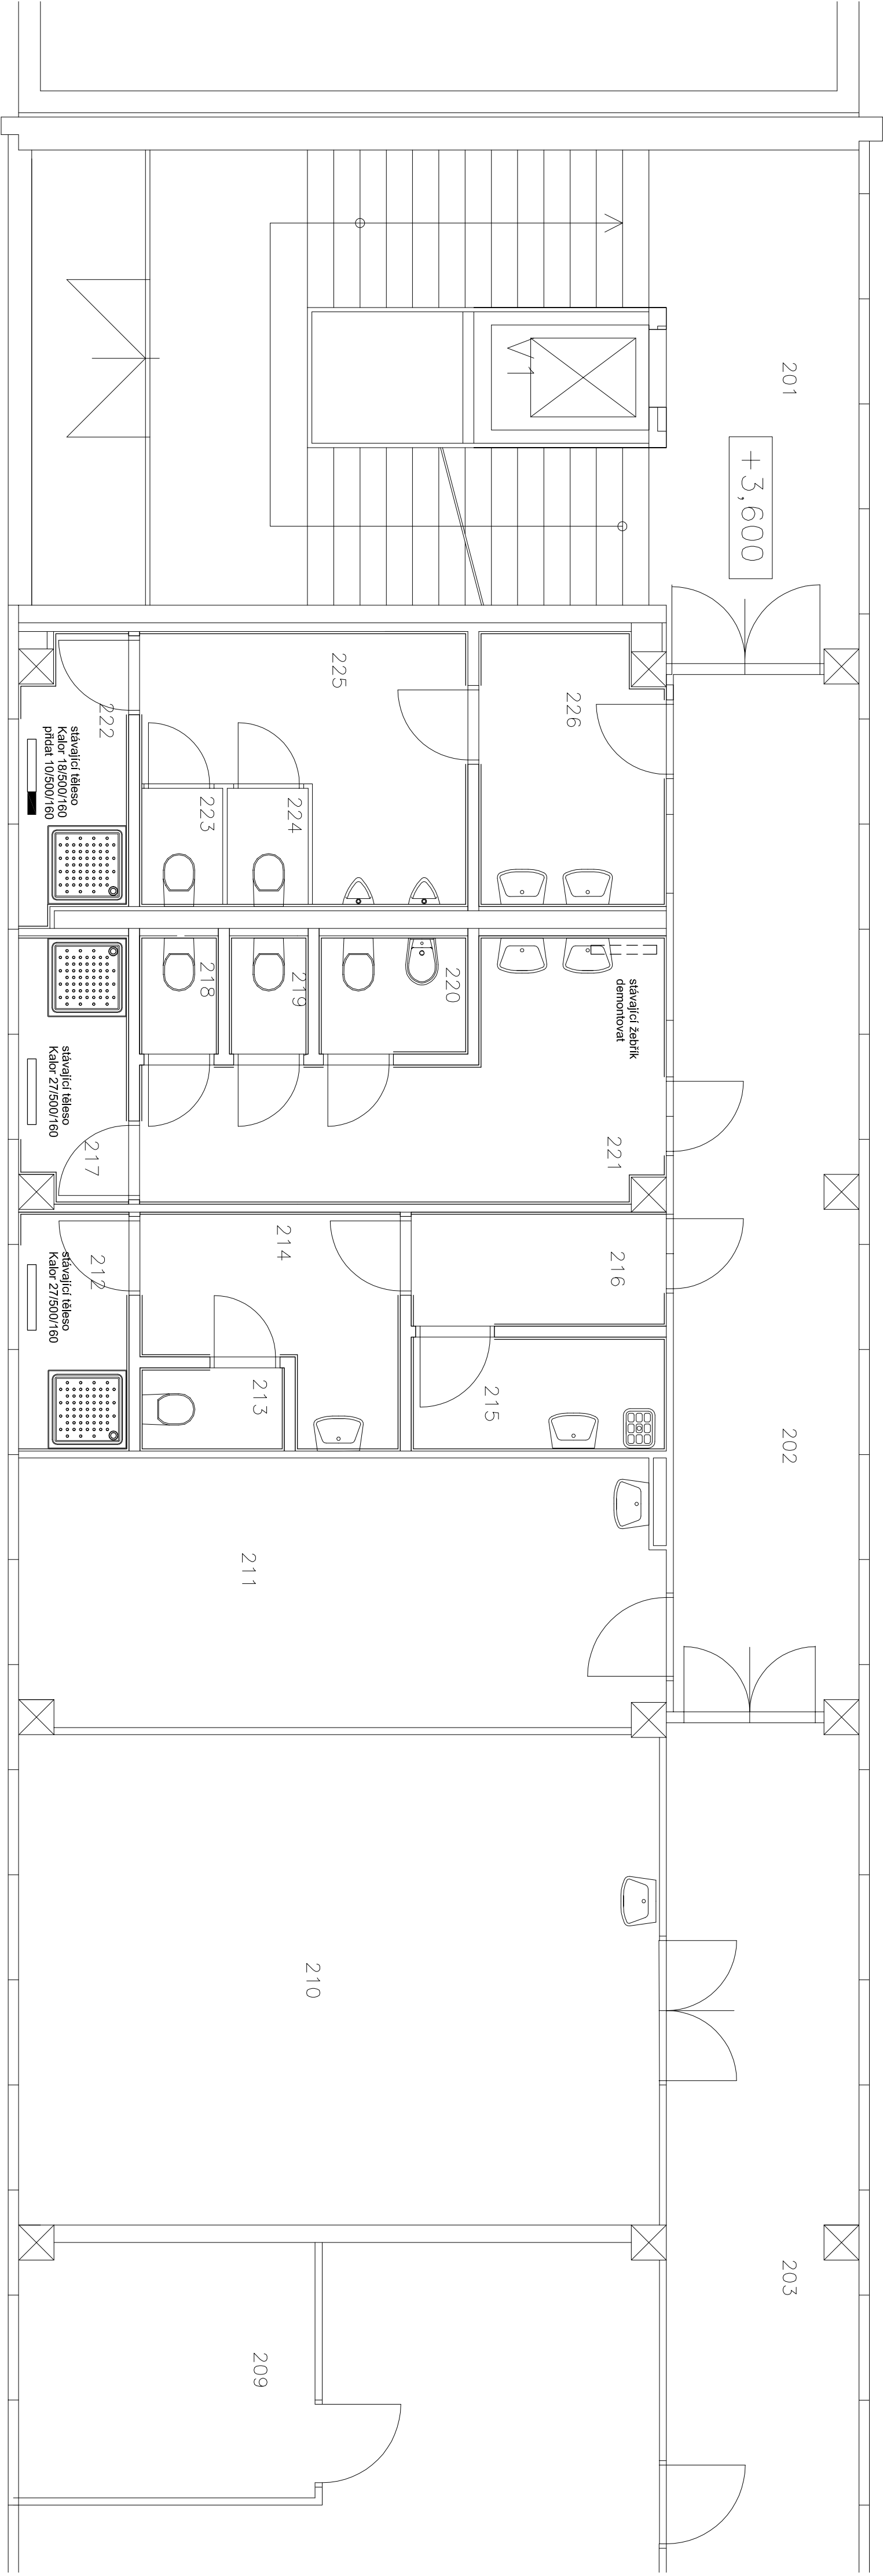 201
+3,600
225
226
222
stávající těleso
Kalor 18/500/160
přidat 10/500/160
223
224
218
219
220
stávající žebřík
demontovat
stávající těleso
Kalor 27/500/160
217
221
212
stávající těleso
Kalor 27/500/160
214
216
213
215
202
211
210
203
209